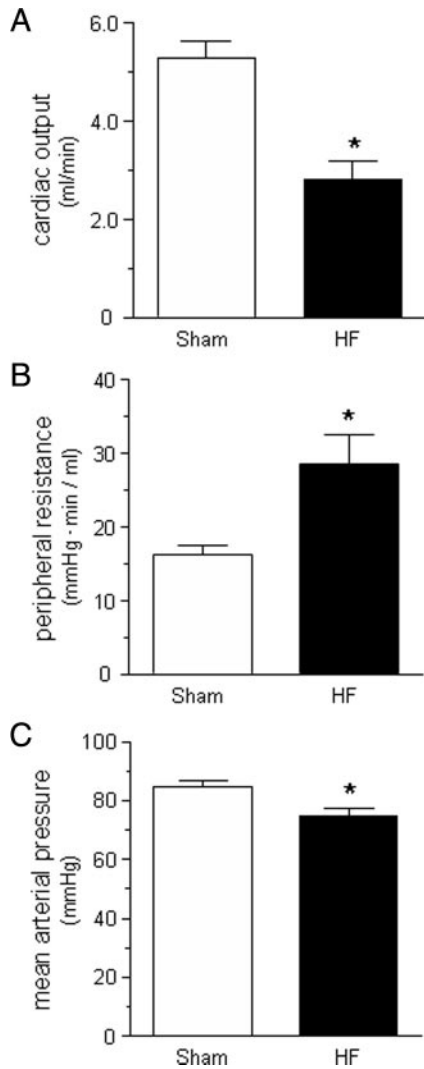 A
cardiac output
(ml/min)
6.0
4.0
2.0
0
*
Sham
HF
B
peripheral resistance
(mmHg · min / ml)
40
30
20
10
0
*
Sham
HF
C
mean arterial pressure
(mmHg)
100
80
60
40
20
0
*
Sham
HF